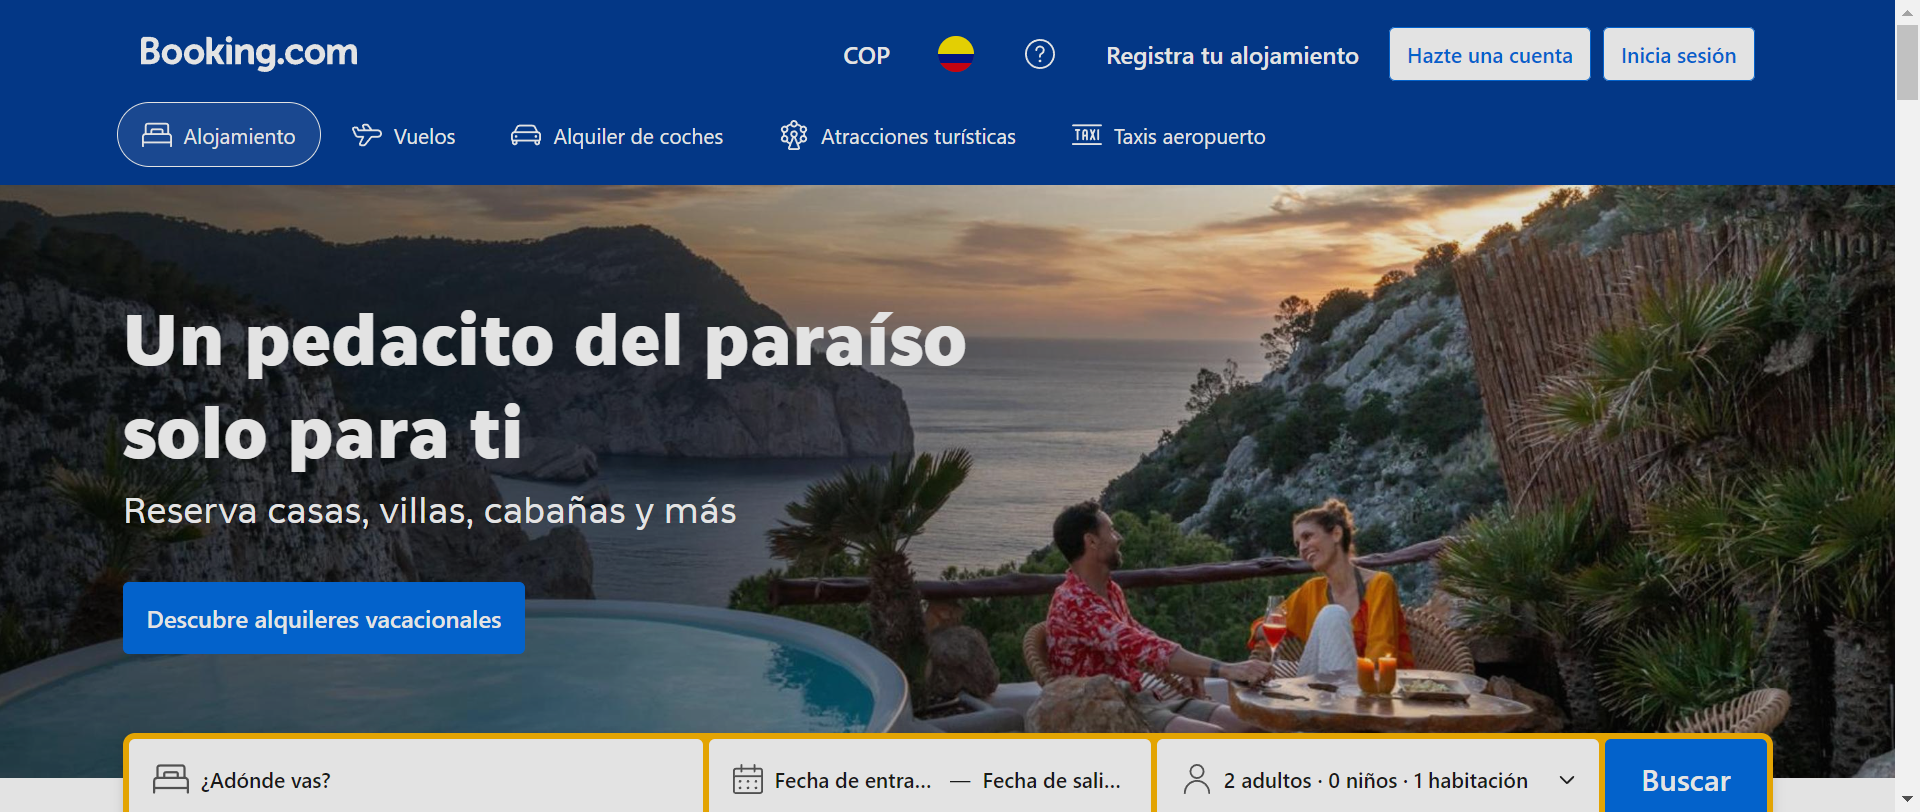 Booking.com
COP
Registra tu alojamiento
Hazte una cuenta
Inicia sesión
Alojamiento
Vuelos
Alquiler de coches
Atracciones turísticas
TAXI
Taxis aeropuerto
Un pedacito del paraíso
solo para ti
Reserva casas, villas, cabañas y más
Descubre alquileres vacacionales
¿Adónde vas?
Fecha de entra... — Fecha de sali...
2 adultos · 0 niños · 1 habitación
Buscar